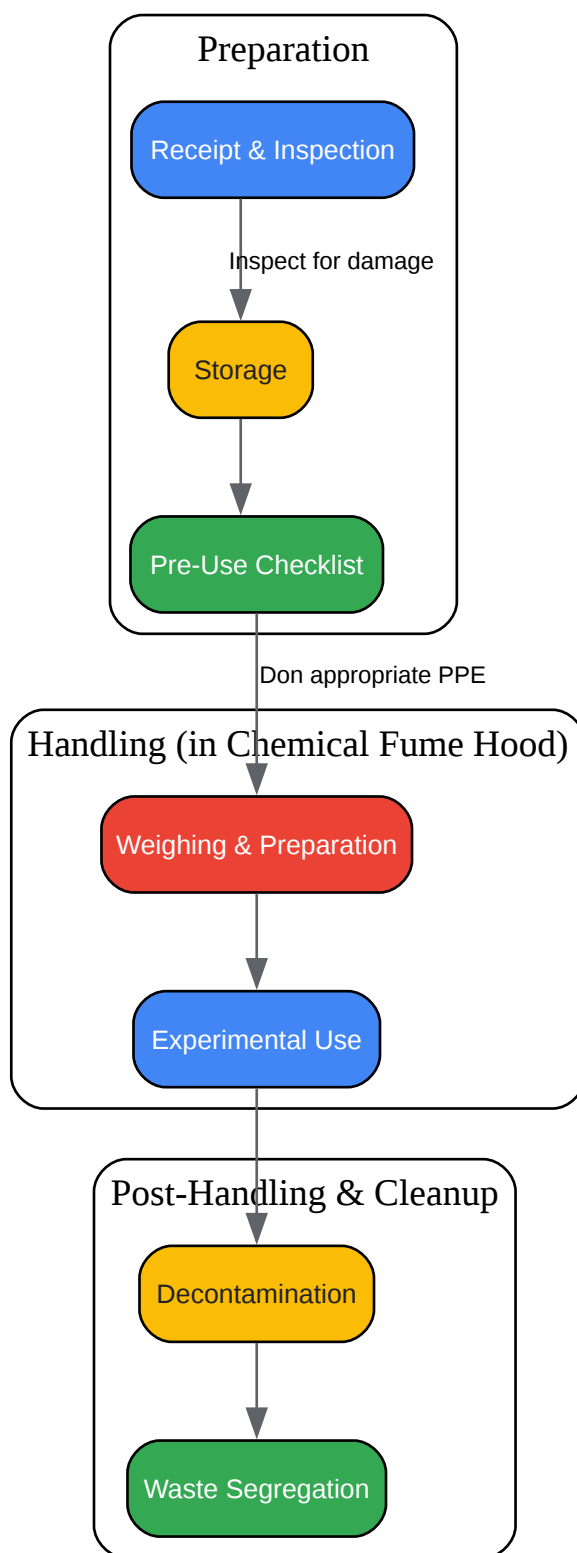 Preparation
Receipt & Inspection
Inspect for damage
Storage
Pre-Use Checklist
Don appropriate PPE
Handling (in Chemical Fume Hood)
Weighing & Preparation
Experimental Use
Post-Handling & Cleanup
Decontamination
Waste Segregation